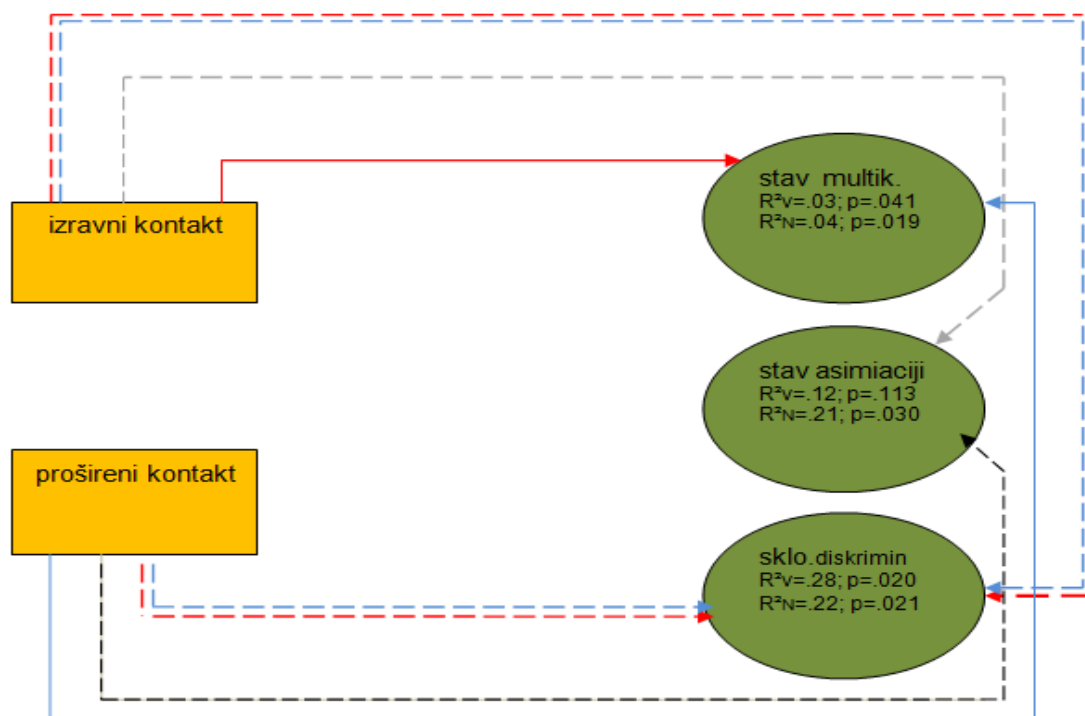 izravni kontakt
prošireni kontakt
stav multik.
R²v=.03; p=.041
R²N=.04; p=.019
stav asimiaciji
R²v=.12; p=.113
R²N=.21; p=.030
sklo.diskrimin
R²v=.28; p=.020
R²N=.22; p=.021